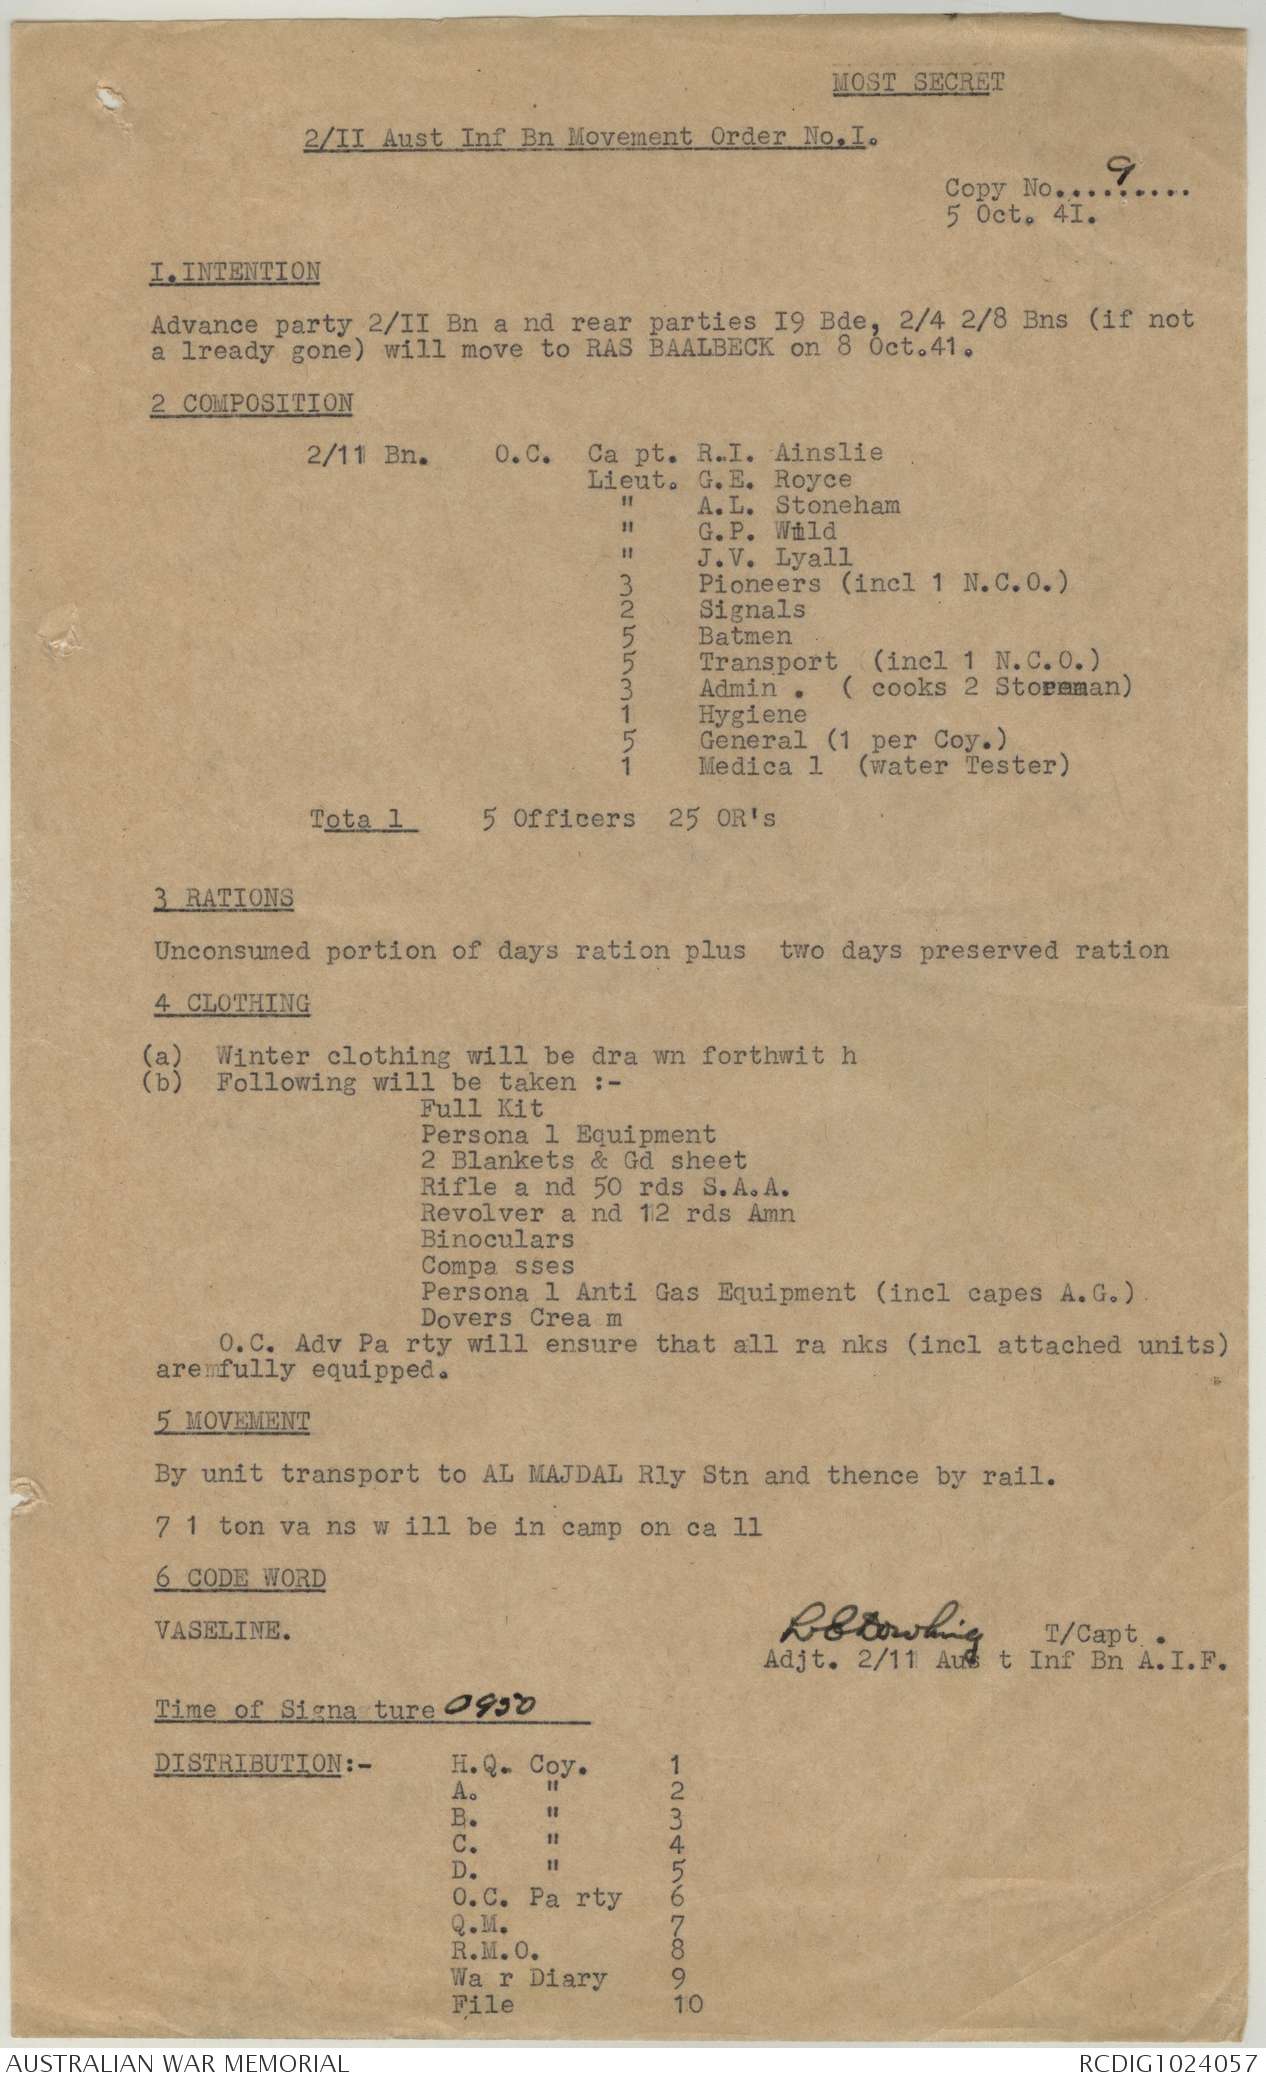 MOST SECRET
2/II Aust Inf Bn Movement Order No.I.
Copy No....9.....
5 Oct. 4I.
I.INTENTION
Advance party 2/II Bn a nd rear parties I9 Bde, 2/4 2/8 Bns (if not
a lready gone) will move to RAS BAALBECK on 8 Oct.41.
2 COMPOSITION
2/11 Bn. O.C. Ca pt. R.I. Ainslie
Lieut. G.E. Royce
" A.L. Stoneham
" G.P. Wild
" J.V. Lyall
3 Pioneers (incl 1 N.C.O.)
2 Signals
5 Batmen
5 Transport (incl 1 N.C.O.)
3 Admin . ( cooks 2 Storeman)
1 Hygiene
5 General (1 per Coy.)
1 Medica l (water Tester)
Tota l 5 Officers 25 OR's
3 RATIONS
Unconsumed portion of days ration plus two days preserved ration
4 CLOTHING
(a) Winter clothing will be dra wn forthwit h
(b) Following will be taken :-
Full Kit
Persona l Equipment
2 Blankets & Gd sheet
Rifle a nd 50 rds S.A.A.
Revolver a nd 12 rds Amn
Binoculars
Compa sses
Persona l Anti Gas Equipment (incl capes A.G.)
Dovers Crea m
O.C. Adv Pa rty will ensure that all ra nks (incl attached units)
are fully equipped.
5 MOVEMENT
By unit transport to AL MAJDAL Rly Stn and thence by rail.
7 1 ton va ns w ill be in camp on ca ll
6 CODE WORD
VASELINE.
T/Capt .
Adjt. 2/11 Aus t Inf Bn A.I.F.
Time of Signa ture 0950
DISTRIBUTION:- H.Q. Coy. 1
A. " 2
B. " 3
C. " 4
D. " 5
O.C. Pa rty 6
Q.M. 7
R.M.O. 8
Wa r Diary 9
File 10
AUSTRALIAN WAR MEMORIAL RCDIG1024057